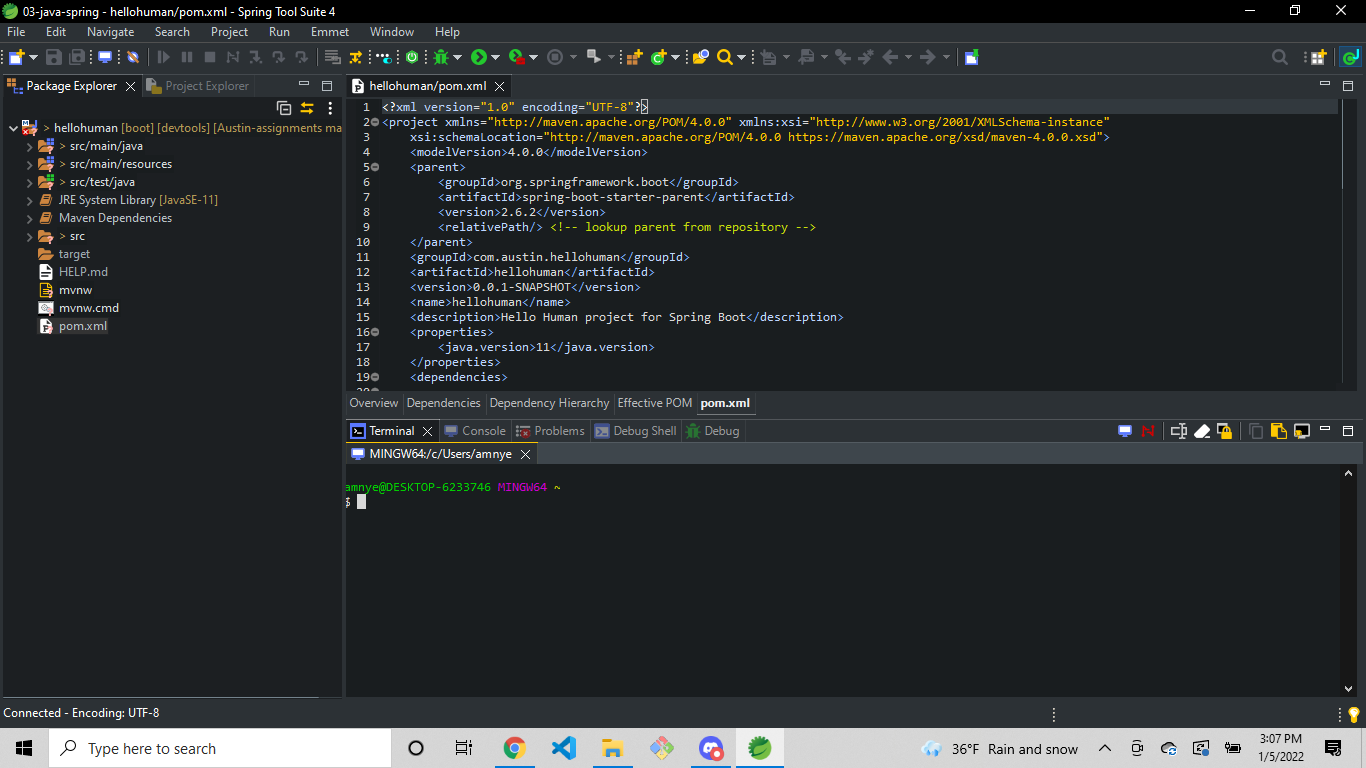 03-java-spring - hellohuman/pom.xml - Spring Tool Suite 4
File Edit Navigate Search Project Run Emmet Window Help
Package Explorer Project Explorer
hellohuman/pom.xml
> hellohuman [boot] [devtools] [Austin-assignments ma
> src/main/java
> src/main/resources
> src/test/java
JRE System Library [JavaSE-11]
Maven Dependencies
> src
target
HELP.md
mvnw
mvnw.cmd
pom.xml
1 <?xml version="1.0" encoding="UTF-8"?>
2 <project xmlns="http://maven.apache.org/POM/4.0.0" xmlns:xsi="http://www.w3.org/2001/XMLSchema-instance"
3 xsi:schemaLocation="http://maven.apache.org/POM/4.0.0 https://maven.apache.org/xsd/maven-4.0.0.xsd">
4 <modelVersion>4.0.0</modelVersion>
5 <parent>
6 <groupId>org.springframework.boot</groupId>
7 <artifactId>spring-boot-starter-parent</artifactId>
8 <version>2.6.2</version>
9 <relativePath/> <!-- lookup parent from repository -->
10 </parent>
11 <groupId>com.austin.hellohuman</groupId>
12 <artifactId>hellohuman</artifactId>
13 <version>0.0.1-SNAPSHOT</version>
14 <name>hellohuman</name>
15 <description>Hello Human project for Spring Boot</description>
16 <properties>
17 <java.version>11</java.version>
18 </properties>
19 <dependencies>
Overview Dependencies Dependency Hierarchy Effective POM pom.xml
Terminal Console Problems Debug Shell Debug
MINGW64:/c/Users/amnye
amnye@DESKTOP-6233746 MINGW64 ~
$
Connected - Encoding: UTF-8
Type here to search
36°F Rain and snow
3:07 PM
1/5/2022